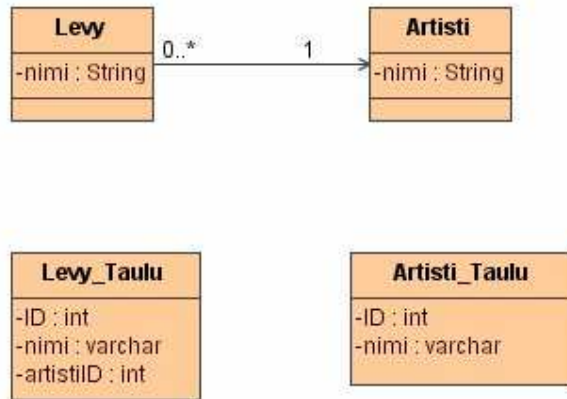 Levy
-nimi : String
0..*
1
Artisti
-nimi : String
Levy_Taulu
-ID : int
-nimi : varchar
-artistiID : int
Artisti_Taulu
-ID : int
-nimi : varchar